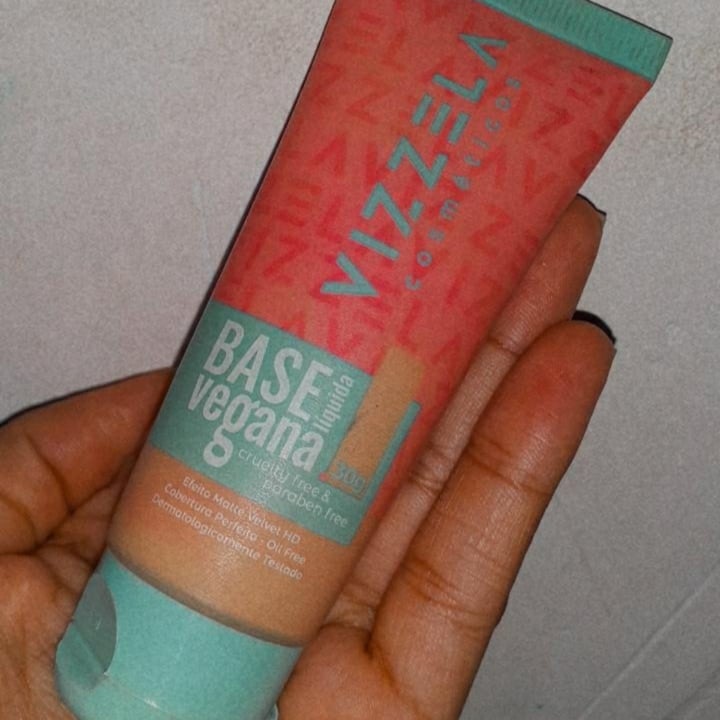 VIZZELA
cosméticos
BASE
vegana
líquida
30g
cruelty free &
paraben free
Efeito Matte Velvet HD
Cobertura Perfeita - Oil Free
Dermatologicamente Testado